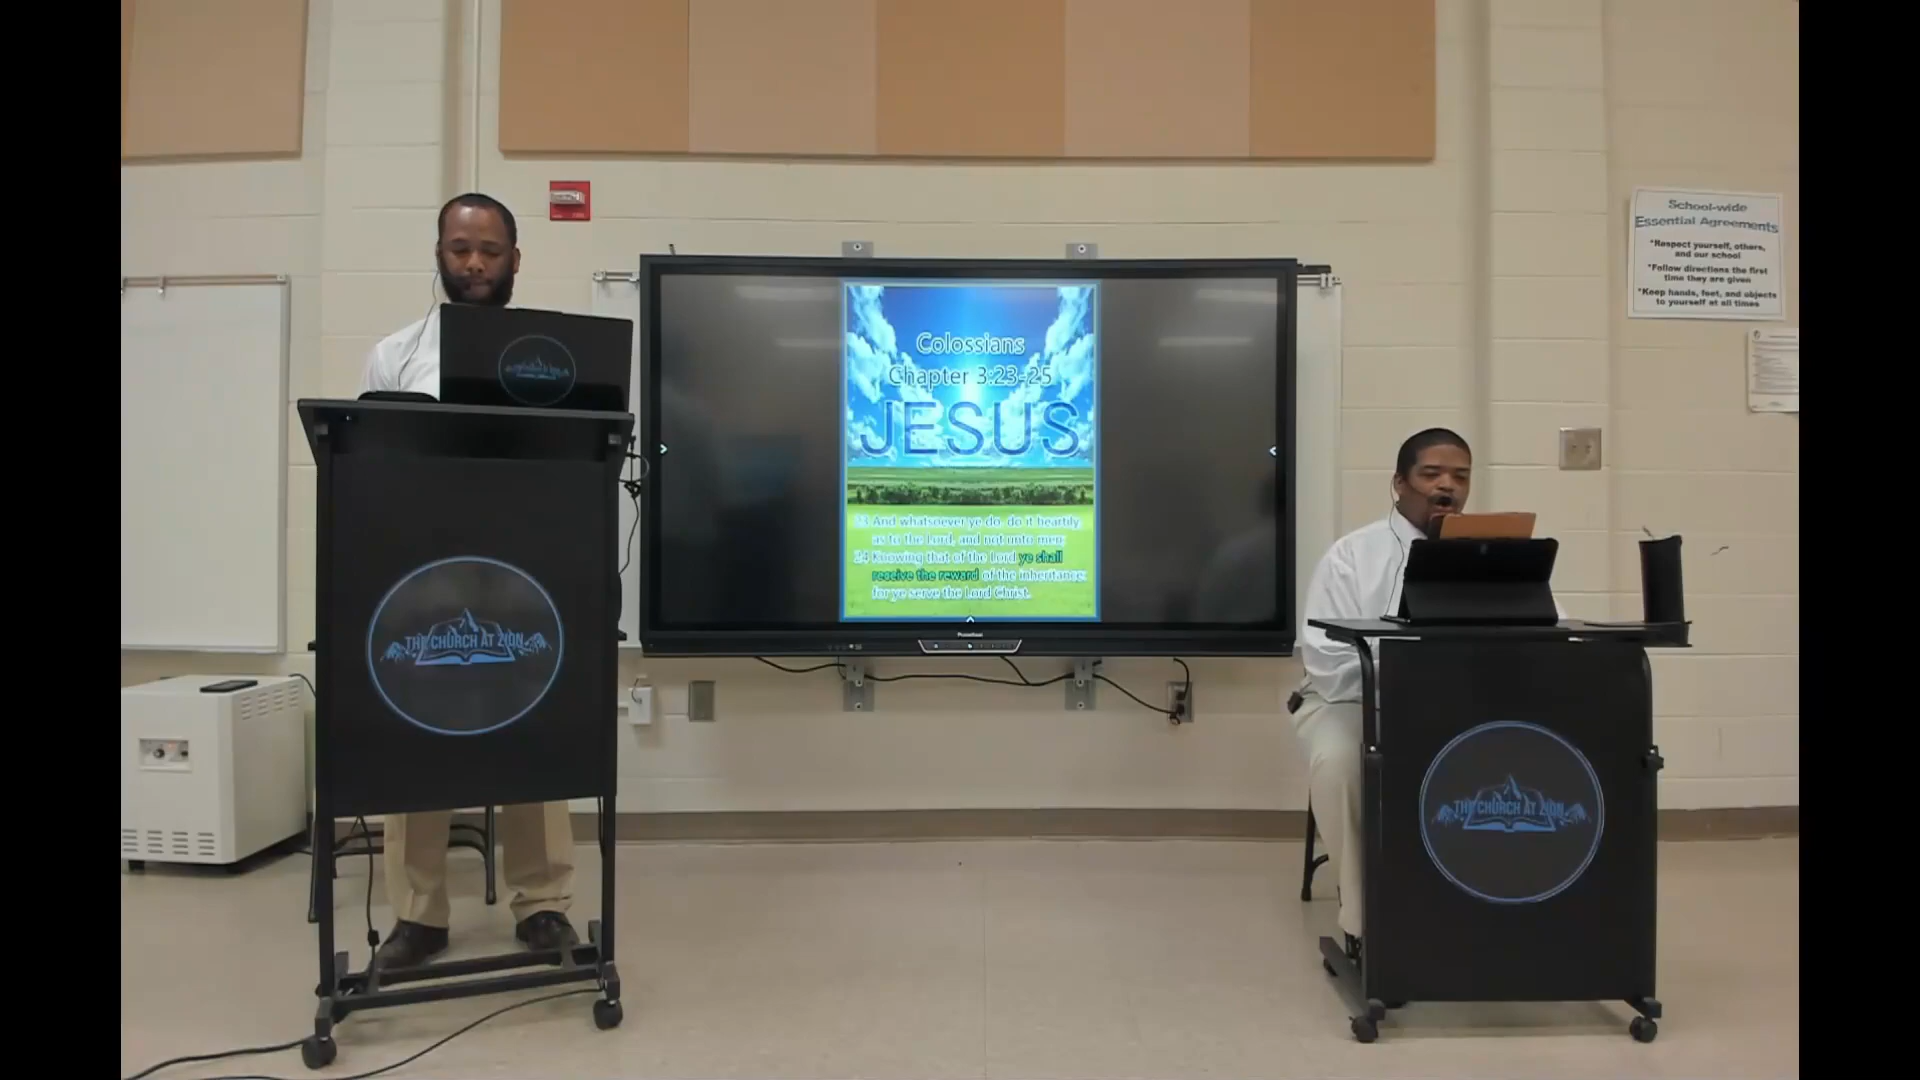 Colossians
Chapter 3:23-25
JESUS
23 And whatsoever ye do, do it heartily,
as to the Lord, and not unto men;
24 Knowing that of the Lord ye shall
receive the reward of the inheritance:
for ye serve the Lord Christ.
School-wide
Essential Agreements
*Respect yourself, others,
and our school
*Follow directions the first
time they are given
*Keep hands, feet, and objects
to yourself at all times
THE CHURCH AT ZION
THE CHURCH AT ZION
Promethean